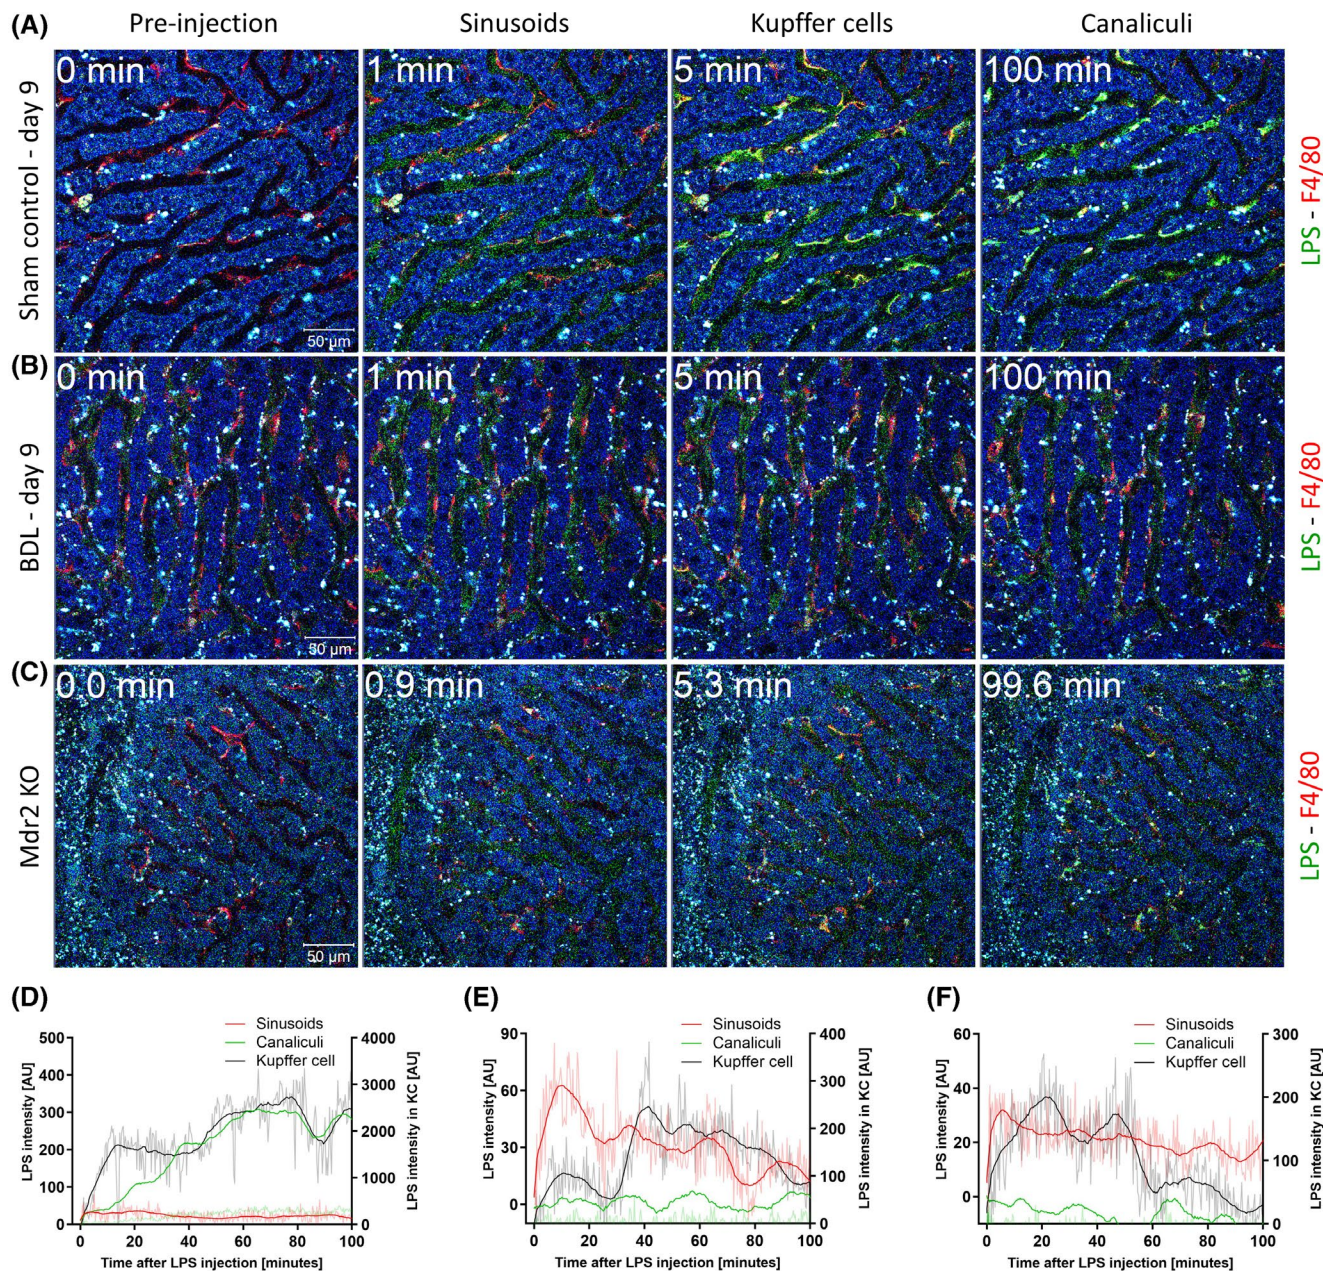 (A)
Pre-injection
Sinusoids
Kupffer cells
Canaliculi
Sham control - day 9
0 min
1 min
5 min
100 min
50 µm
LPS - F4/80
(B)
BDL - day 9
0 min
1 min
5 min
100 min
50 µm
LPS - F4/80
(C)
Mdr2 KO
0.0 min
0.9 min
5.3 min
99.6 min
50 µm
LPS - F4/80
(D)
Sinusoids
Canaliculi
Kupffer cell
LPS intensity [AU]
500
400
300
200
100
0
4000
3000
2000
1000
0
LPS intensity in KC [AU]
0 20 40 60 80 100
Time after LPS injection [minutes]
(E)
Sinusoids
Canaliculi
Kupffer cell
LPS intensity [AU]
90
60
30
0
400
300
200
100
0
LPS intensity in KC [AU]
0 20 40 60 80 100
Time after LPS injection [minutes]
(F)
Sinusoids
Canaliculi
Kupffer cell
LPS intensity [AU]
60
40
20
0
300
200
100
0
LPS intensity in KC [AU]
0 20 40 60 80 100
Time after LPS injection [minutes]